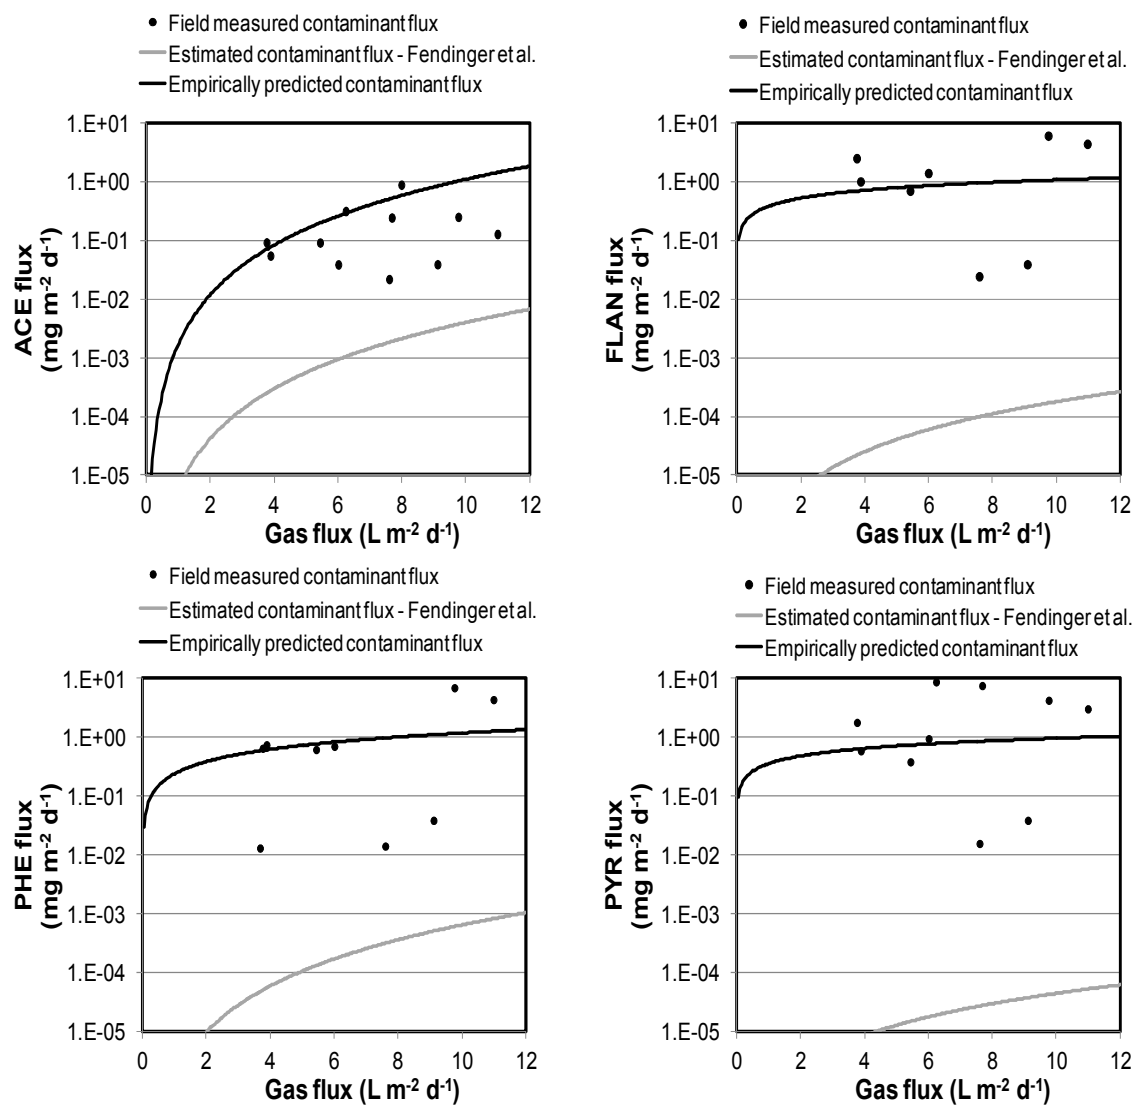 Field measured contaminant flux
Estimated contaminant flux - Fendinger et al.
Empirically predicted contaminant flux
1.E+01
1.E+00
1.E-01
1.E-02
1.E-03
1.E-04
1.E-05
ACE flux
(mg m-2 d-1)
0 2 4 6 8 10 12
Gas flux (L m-2 d-1)
Field measured contaminant flux
Estimated contaminant flux - Fendinger et al.
Empirically predicted contaminant flux
1.E+01
1.E+00
1.E-01
1.E-02
1.E-03
1.E-04
1.E-05
FLAN flux
(mg m-2 d-1)
0 2 4 6 8 10 12
Gas flux (L m-2 d-1)
Field measured contaminant flux
Estimated contaminant flux - Fendinger et al.
Empirically predicted contaminant flux
1.E+01
1.E+00
1.E-01
1.E-02
1.E-03
1.E-04
1.E-05
PHE flux
(mg m-2 d-1)
0 2 4 6 8 10 12
Gas flux (L m-2 d-1)
Field measured contaminant flux
Estimated contaminant flux - Fendinger et al.
Empirically predicted contaminant flux
1.E+01
1.E+00
1.E-01
1.E-02
1.E-03
1.E-04
1.E-05
PYR flux
(mg m-2 d-1)
0 2 4 6 8 10 12
Gas flux (L m-2 d-1)